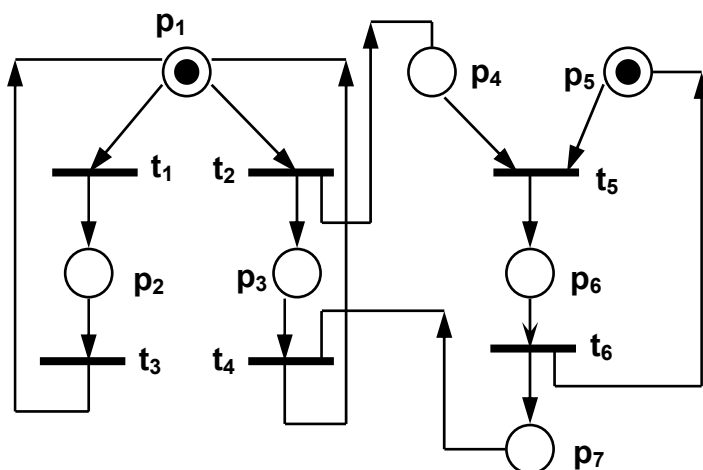 p₁
p₄
p₅
t₁
t₂
t₅
p₂
p₃
p₆
t₃
t₄
t₆
p₇